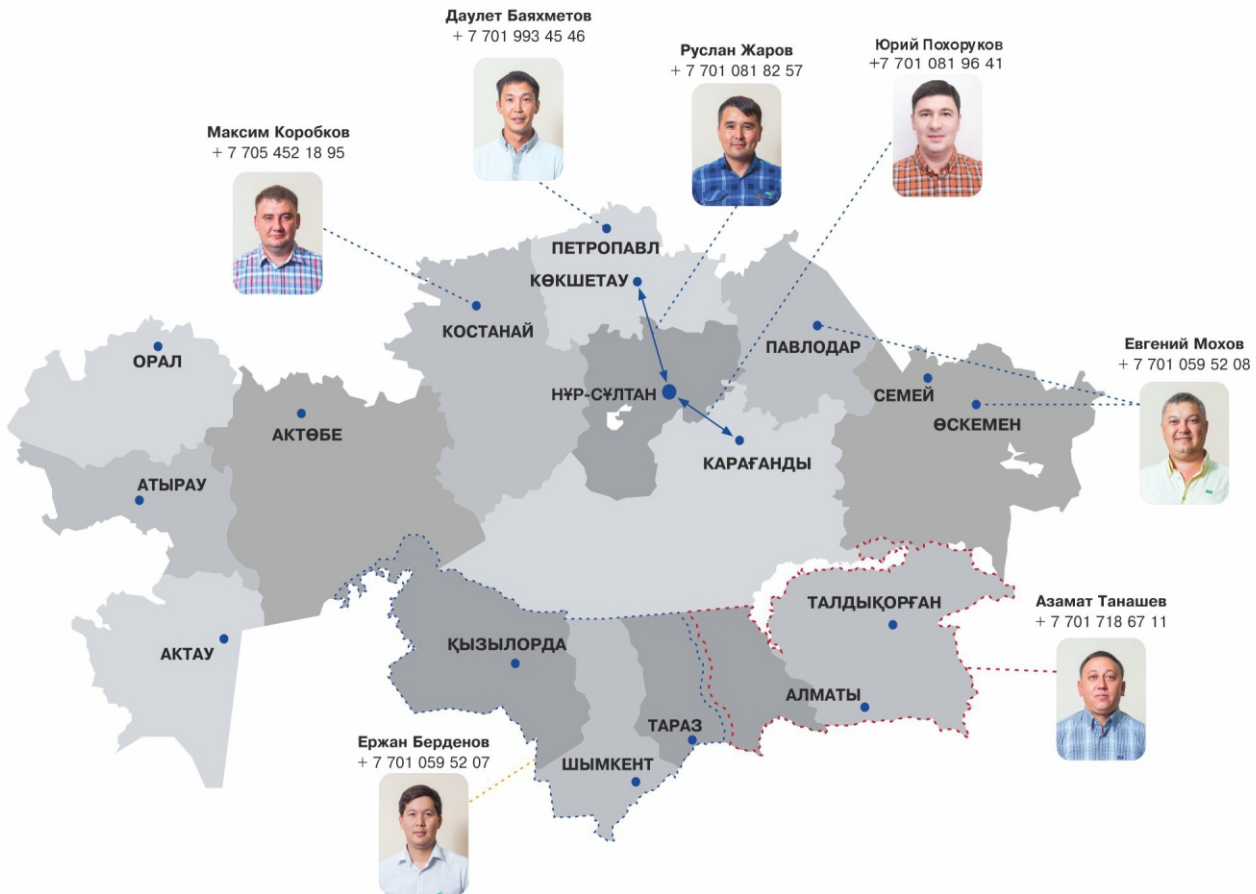 Даулет Баяхметов
+ 7 701 993 45 46
Руслан Жаров
+ 7 701 081 82 57
Юрий Похоруков
+7 701 081 96 41
Максим Коробков
+ 7 705 452 18 95
ПЕТРОПАВЛ
КӨКШЕТАУ
КОСТАНАЙ
ПАВЛОДАР
Евгений Мохов
+ 7 701 059 52 08
ОРАЛ
НҰР-СҰЛТАН
СЕМЕЙ
ӨСКЕМЕН
АКТӨБЕ
КАРАҒАНДЫ
АТЫРАУ
ТАЛДЫҚОРҒАН
Азамат Танашев
+ 7 701 718 67 11
АКТАУ
ҚЫЗЫЛОРДА
АЛМАТЫ
ТАРАЗ
Ержан Берденов
+ 7 701 059 52 07
ШЫМКЕНТ